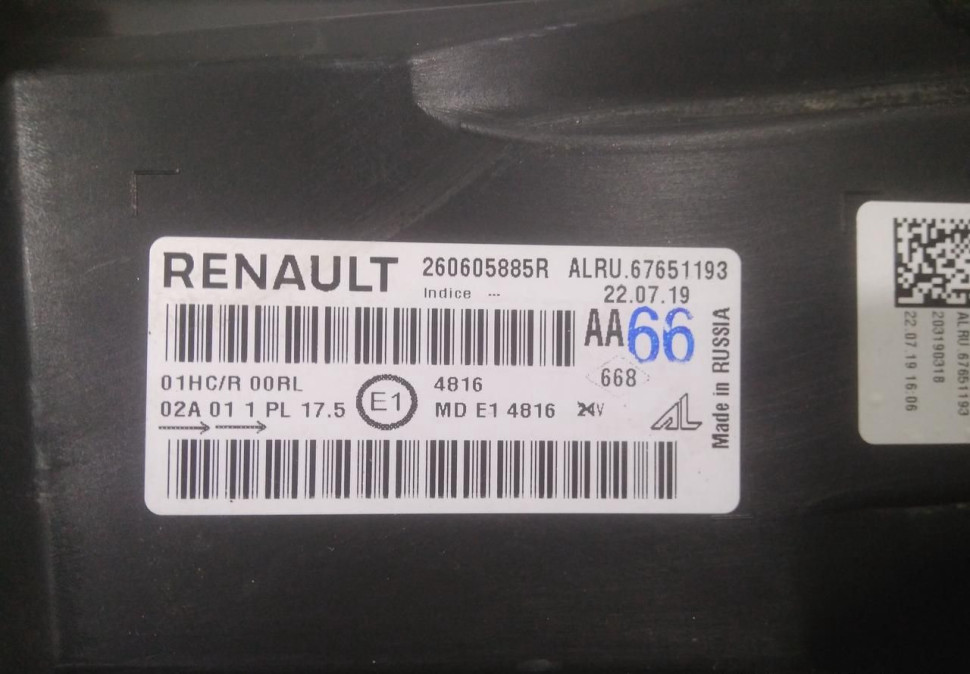 RENAULT 260605885R ALRU.67651193
Indice --- 22.07.19
AA66
668
01HC/R 00RL E1 4816
02A 01 1 PL 17.5 MD E1 4816 24V
AL
Made in RUSSIA
ALRU.67651193
203190318
22.07.19 16:06